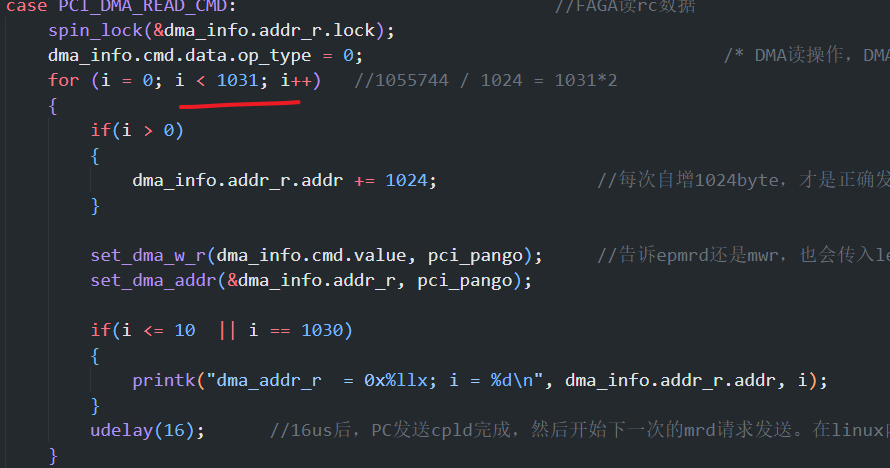 case PCI_DMA_READ_CMD: //FAGA读rc数据
spin_lock(&dma_info.addr_r.lock);
dma_info.cmd.data.op_type = 0; /* DMA读操作，DMA
for (i = 0; i < 1031; i++) //1055744 / 1024 = 1031*2
{
if(i > 0)
{
dma_info.addr_r.addr += 1024; //每次自增1024byte，才是正确发
}
set_dma_w_r(dma_info.cmd.value, pci_pango); //告诉epmrd还是mwr，也会传入le
set_dma_addr(&dma_info.addr_r, pci_pango);
if(i <= 10 || i == 1030)
{
printk("dma_addr_r = 0x%llx; i = %d\n", dma_info.addr_r.addr, i);
}
udelay(16); //16us后，PC发送cpld完成，然后开始下一次的mrd请求发送。在linux内
}